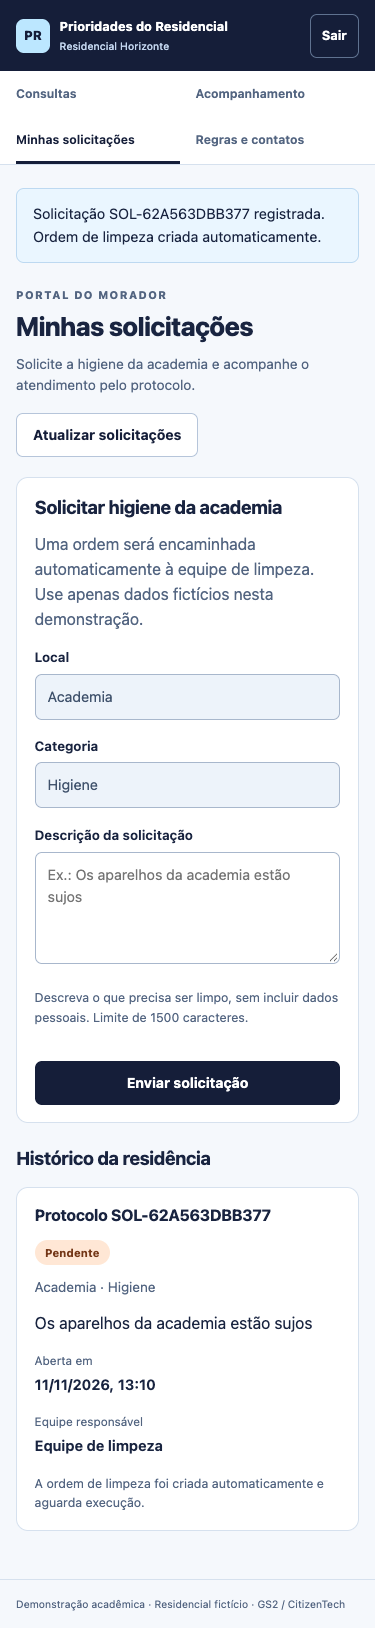 PR
Prioridades do Residencial
Residencial Horizonte
Sair
Consultas
Acompanhamento
Minhas solicitações
Regras e contatos
Solicitação SOL-62A563DBB377 registrada.
Ordem de limpeza criada automaticamente.
PORTAL DO MORADOR
Minhas solicitações
Solicite a higiene da academia e acompanhe o
atendimento pelo protocolo.
Atualizar solicitações
Solicitar higiene da academia
Uma ordem será encaminhada
automaticamente à equipe de limpeza.
Use apenas dados fictícios nesta
demonstração.
Local
Academia
Categoria
Higiene
Descrição da solicitação
Ex.: Os aparelhos da academia estão
sujos
Descreva o que precisa ser limpo, sem incluir dados
pessoais. Limite de 1500 caracteres.
Enviar solicitação
Histórico da residência
Protocolo SOL-62A563DBB377
Pendente
Academia · Higiene
Os aparelhos da academia estão sujos
Aberta em
11/11/2026, 13:10
Equipe responsável
Equipe de limpeza
A ordem de limpeza foi criada automaticamente e
aguarda execução.
Demonstração acadêmica · Residencial fictício · GS2 / CitizenTech